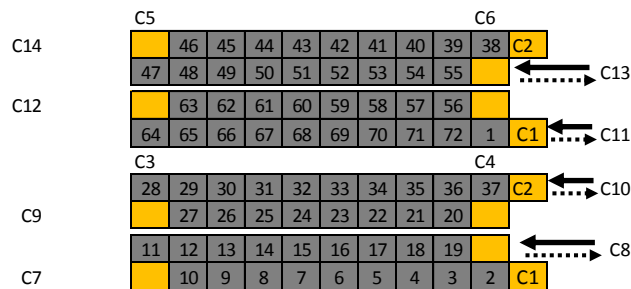 C5 C6
C14 46 45 44 43 42 41 40 39 38 C2
47 48 49 50 51 52 53 54 55 C13
C12 63 62 61 60 59 58 57 56
64 65 66 67 68 69 70 71 72 1 C1 C11
C3 C4
28 29 30 31 32 33 34 35 36 37 C2 C10
C9 27 26 25 24 23 22 21 20
11 12 13 14 15 16 17 18 19 C8
C7 10 9 8 7 6 5 4 3 2 C1